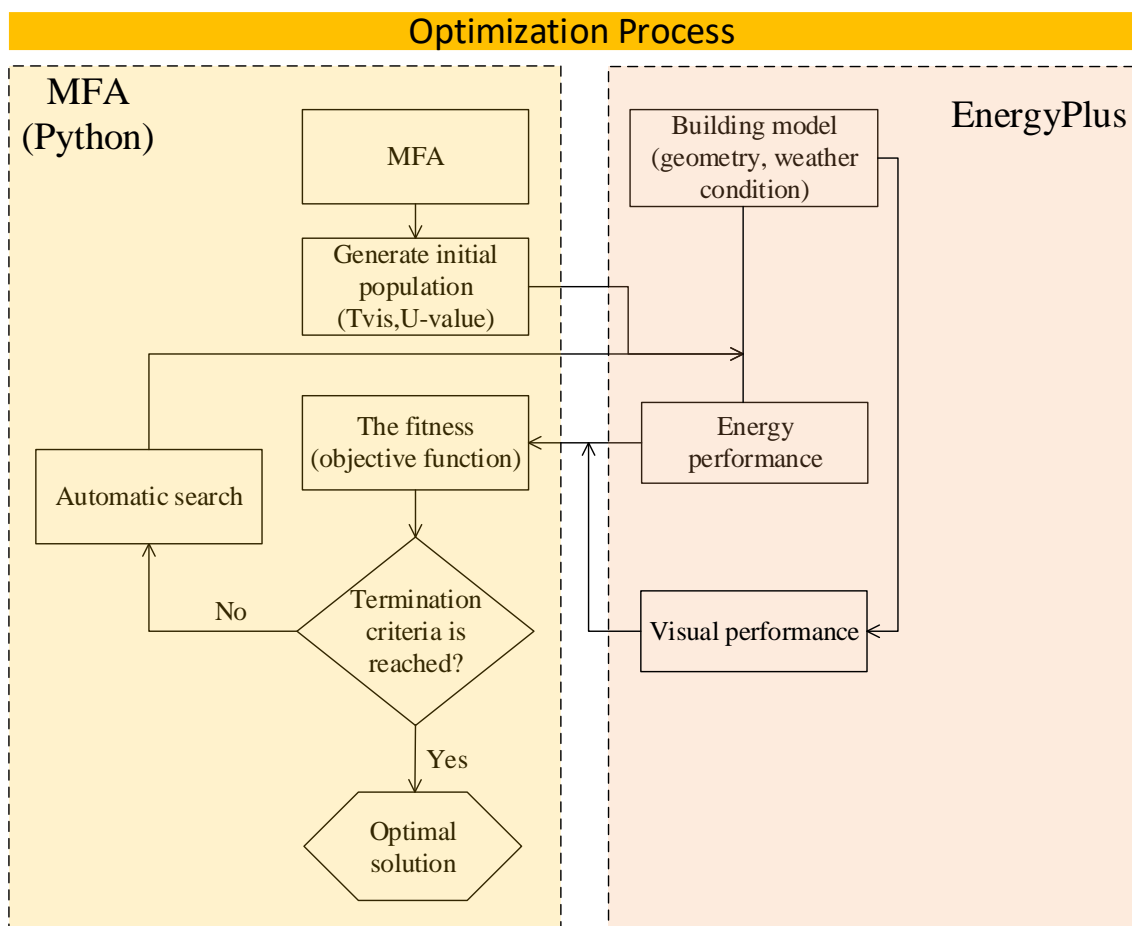 Optimization Process
MFA
(Python)
MFA
Generate initial
population
(Tvis,U-value)
The fitness
(objective function)
Automatic search
No
Termination
criteria is
reached?
Yes
Optimal
solution
EnergyPlus
Building model
(geometry, weather
condition)
Energy
performance
Visual performance